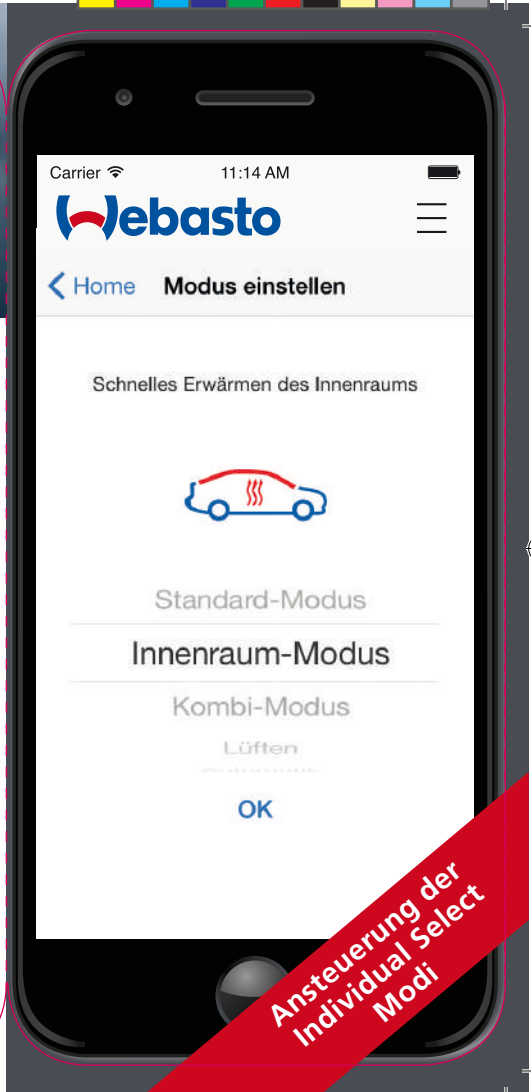 Carrier 11:14 AM
Webasto
Home Modus einstellen
Schnelles Erwärmen des Innenraums
Standard-Modus
Innenraum-Modus
Kombi-Modus
Lüften
OK
Ansteuerung der
Individual Select
Modi